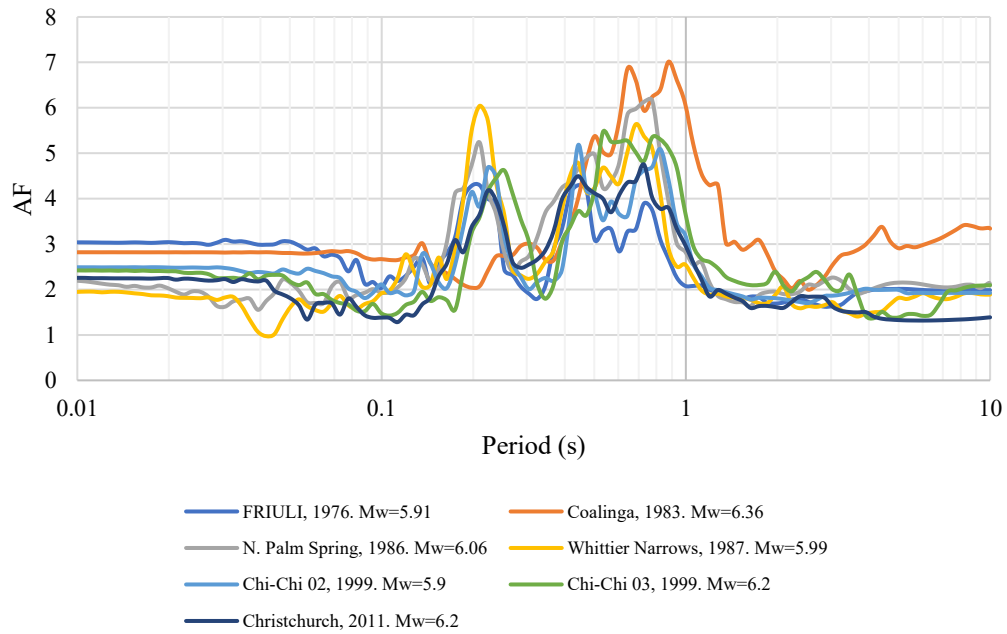 8
7
6
5
4
3
2
1
0
AF
0.01 0.1 1 10
Period (s)
FRIULI, 1976. Mw=5.91 Coalinga, 1983. Mw=6.36
N. Palm Spring, 1986. Mw=6.06 Whittier Narrows, 1987. Mw=5.99
Chi-Chi 02, 1999. Mw=5.9 Chi-Chi 03, 1999. Mw=6.2
Christchurch, 2011. Mw=6.2